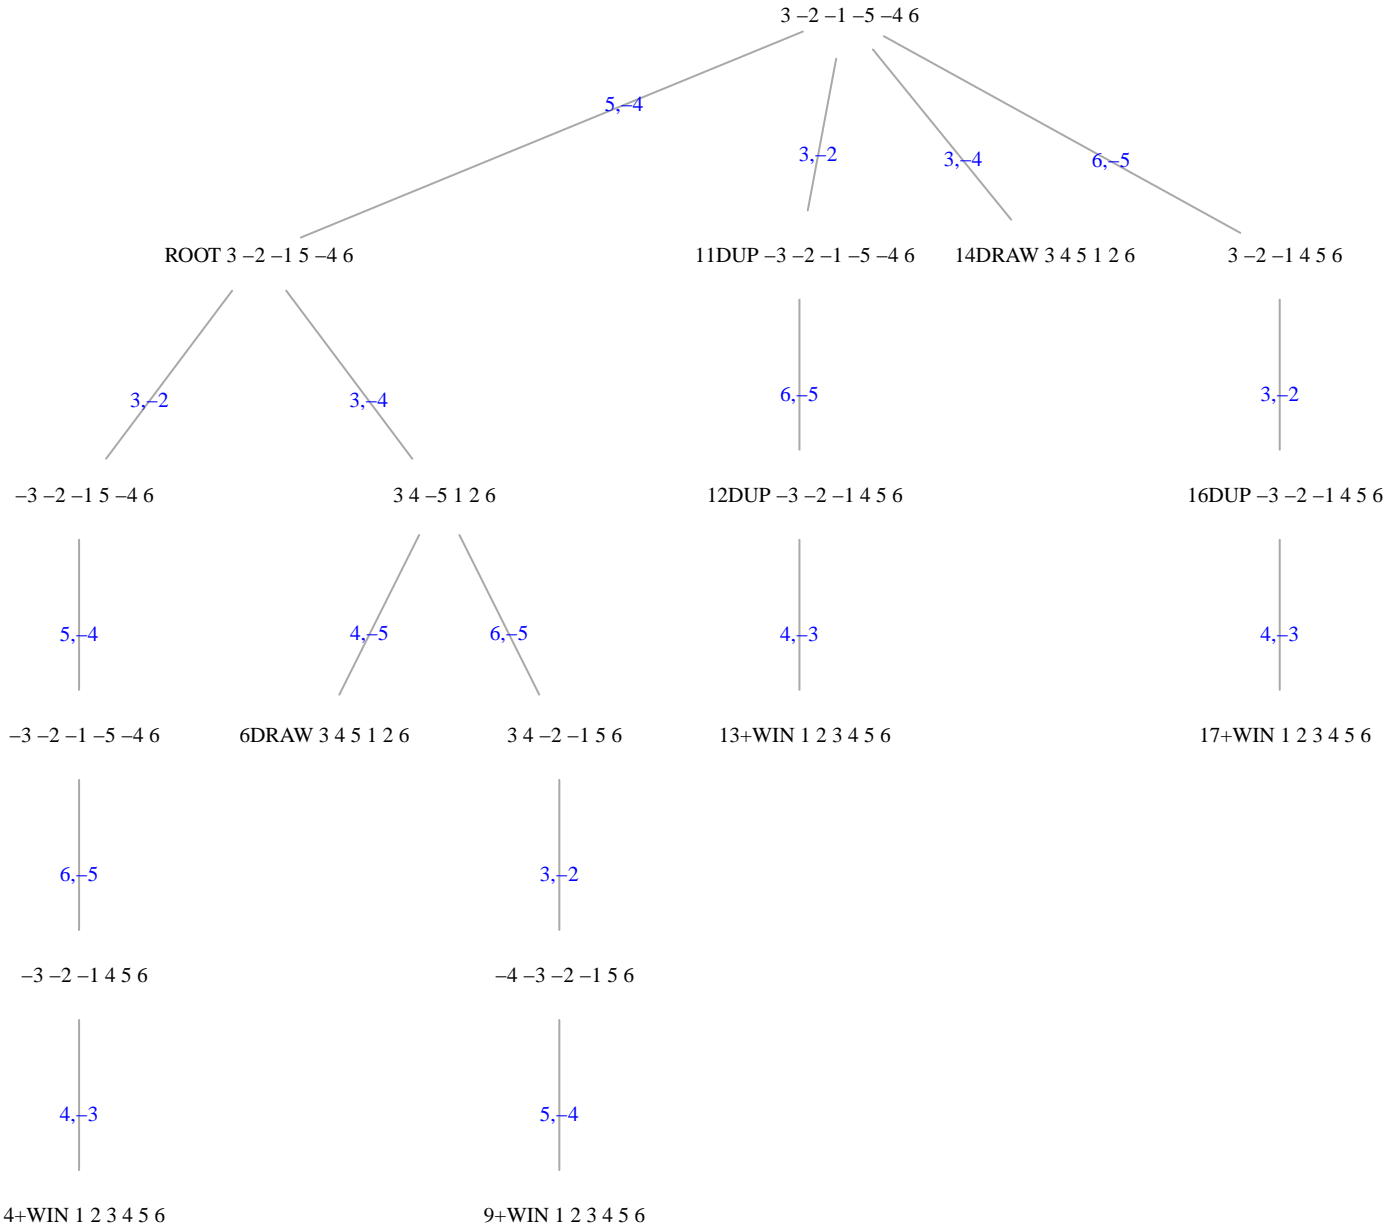 3 –2 –1 –5 –4 6
5,–4
3,–2
3,–4
6,–5
ROOT 3 –2 –1 5 –4 6
11DUP –3 –2 –1 –5 –4 6
14DRAW 3 4 5 1 2 6
3 –2 –1 4 5 6
3,–2
3,–4
6,–5
3,–2
–3 –2 –1 5 –4 6
3 4 –5 1 2 6
12DUP –3 –2 –1 4 5 6
16DUP –3 –2 –1 4 5 6
5,–4
4,–5
6,–5
4,–3
4,–3
–3 –2 –1 –5 –4 6
6DRAW 3 4 5 1 2 6
3 4 –2 –1 5 6
13+WIN 1 2 3 4 5 6
17+WIN 1 2 3 4 5 6
6,–5
3,–2
–3 –2 –1 4 5 6
–4 –3 –2 –1 5 6
4,–3
5,–4
4+WIN 1 2 3 4 5 6
9+WIN 1 2 3 4 5 6